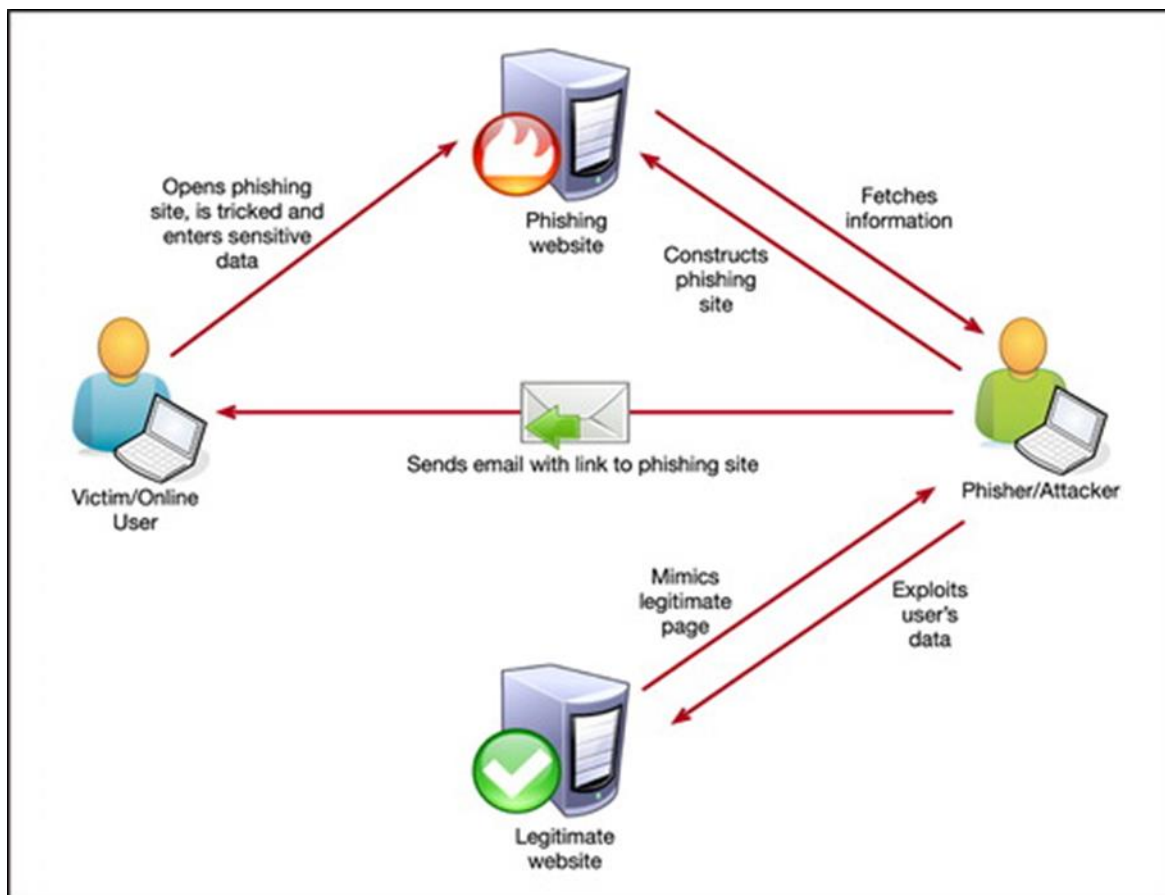 Opens phishing
site, is tricked and
enters sensitive
data
Phishing
website
Fetches
information
Constructs
phishing
site
Sends email with link to phishing site
Victim/Online
User
Phisher/Attacker
Mimics
legitimate
page
Exploits
user's
data
Legitimate
website